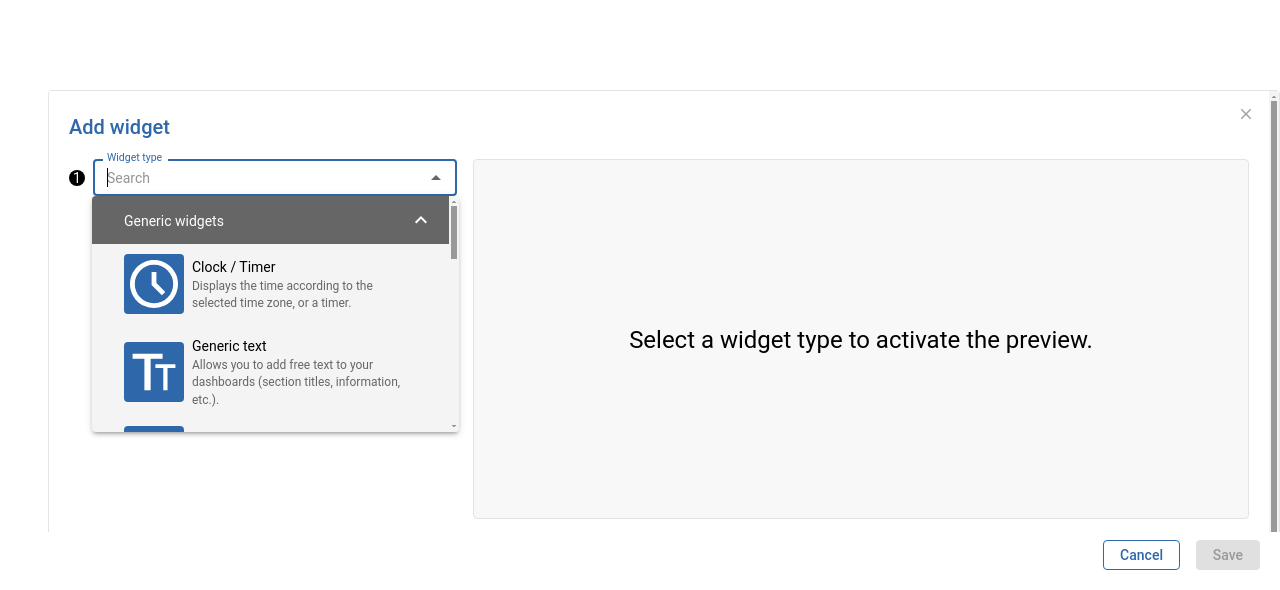 Add widget
Widget type
1
Search
Generic widgets
Clock / Timer
Displays the time according to the
selected time zone, or a timer.
Generic text
Allows you to add free text to your
dashboards (section titles, information,
etc.).
Select a widget type to activate the preview.
Cancel
Save